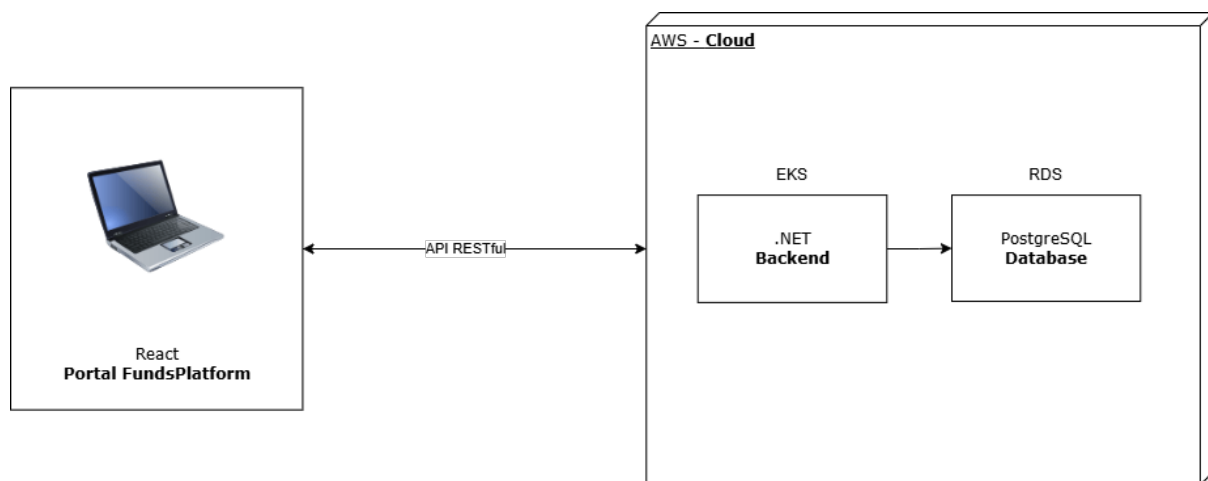 AWS - Cloud
EKS
RDS
.NET
Backend
PostgreSQL
Database
API RESTful
React
Portal FundsPlatform